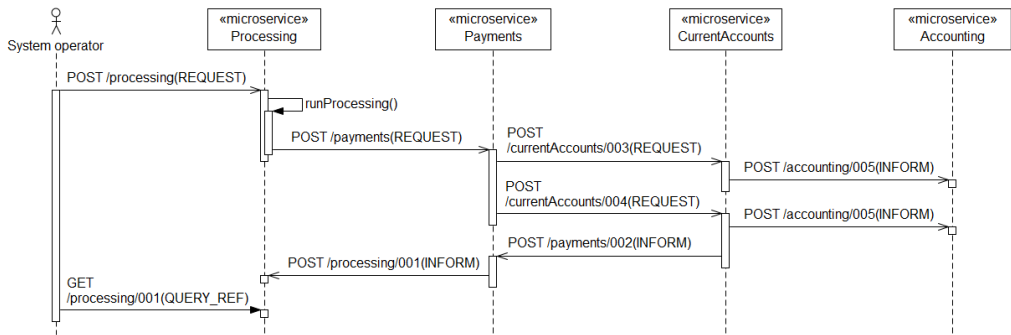 «microservice»
Processing
«microservice»
Payments
«microservice»
CurrentAccounts
«microservice»
Accounting
System operator
POST /processing(REQUEST)
runProcessing()
POST /payments(REQUEST)
POST
/currentAccounts/003(REQUEST)
POST /accounting/005(INFORM)
POST
/currentAccounts/004(REQUEST)
POST /accounting/005(INFORM)
POST /payments/002(INFORM)
POST /processing/001(INFORM)
GET
/processing/001(QUERY_REF)